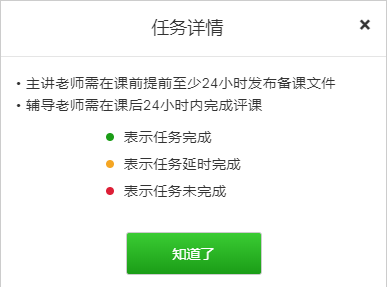 任务详情
×
• 主讲老师需在课前提前至少24小时发布备课文件
• 辅导老师需在课后24小时内完成评课
表示任务完成
表示任务延时完成
表示任务未完成
知道了